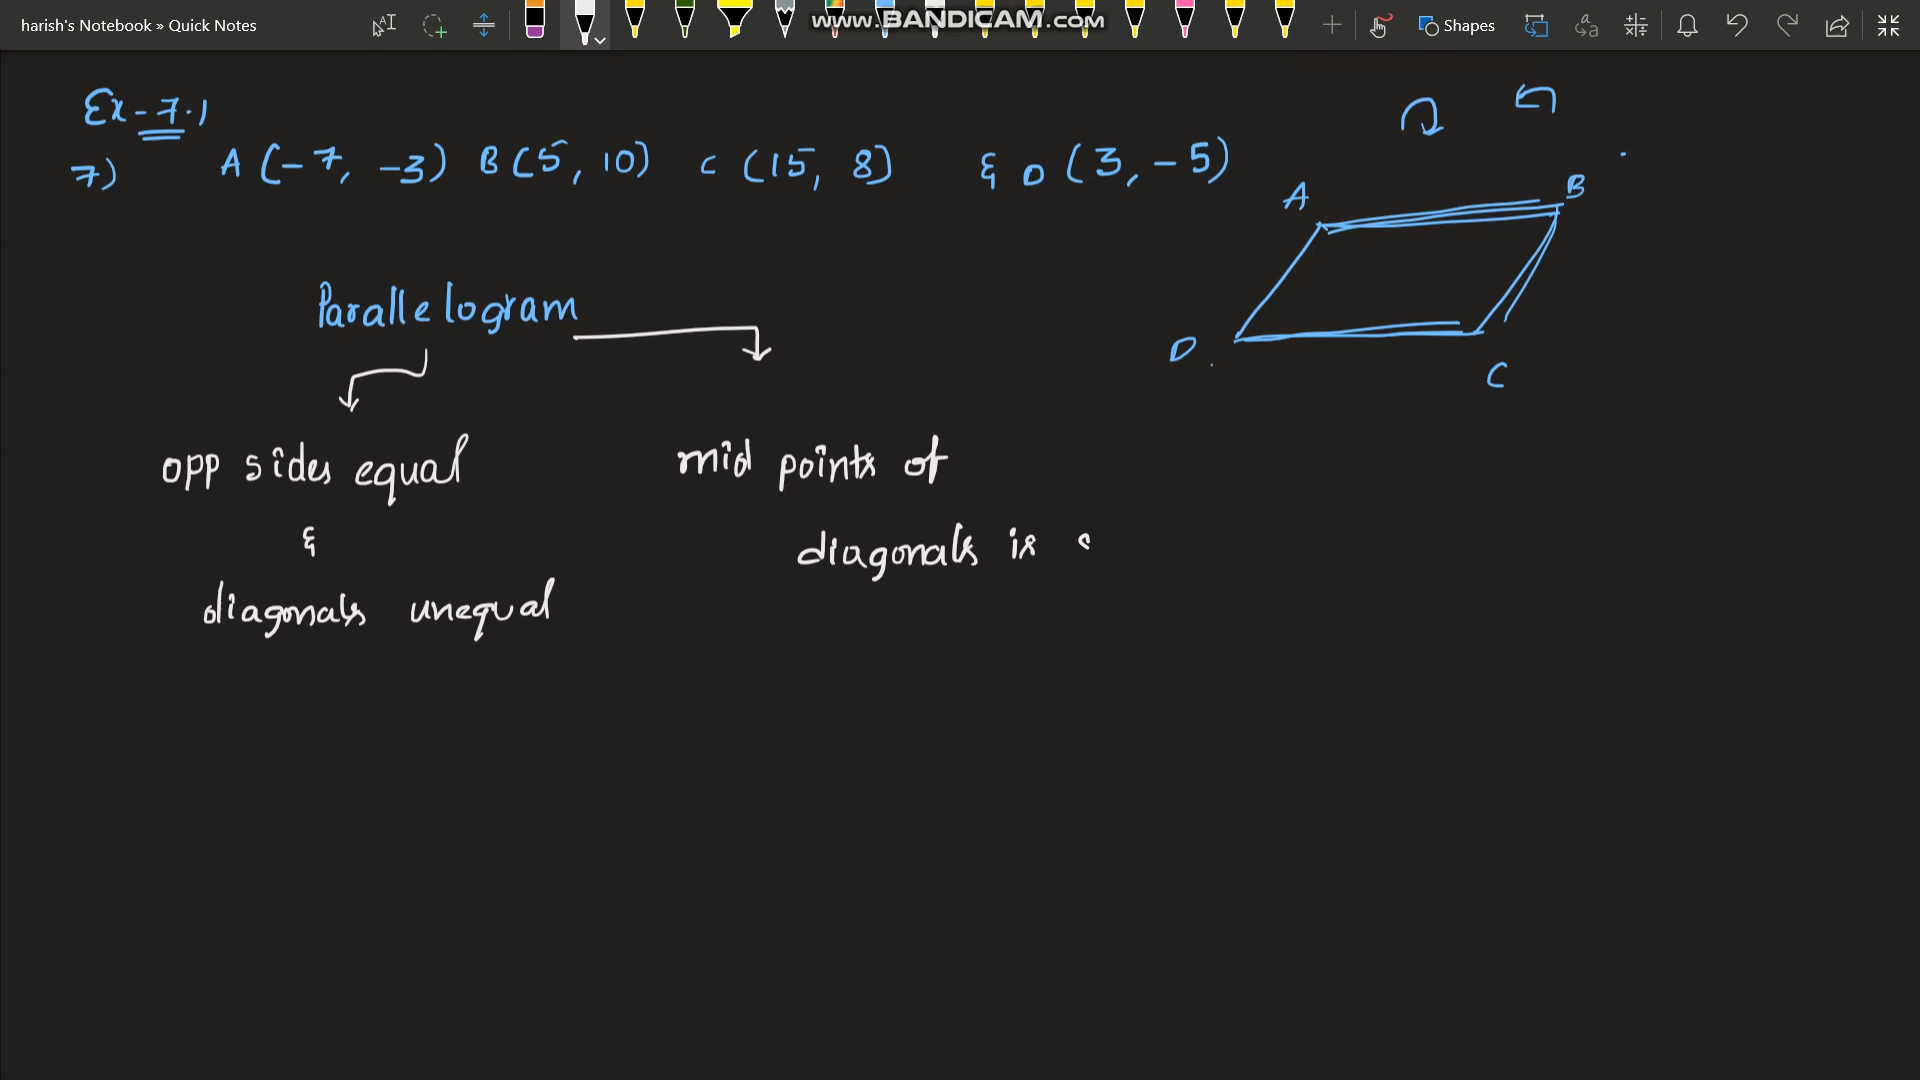 harish's Notebook » Quick Notes
www.BANDICAM.com
Shapes
Ex-7.1
7) A (-7, -3) B (5, 10) C (15, 8) & D (3, -5)
A
B
Parallelogram
D
C
opp sides equal
mid points of
&
diagonals is s
diagonals unequal